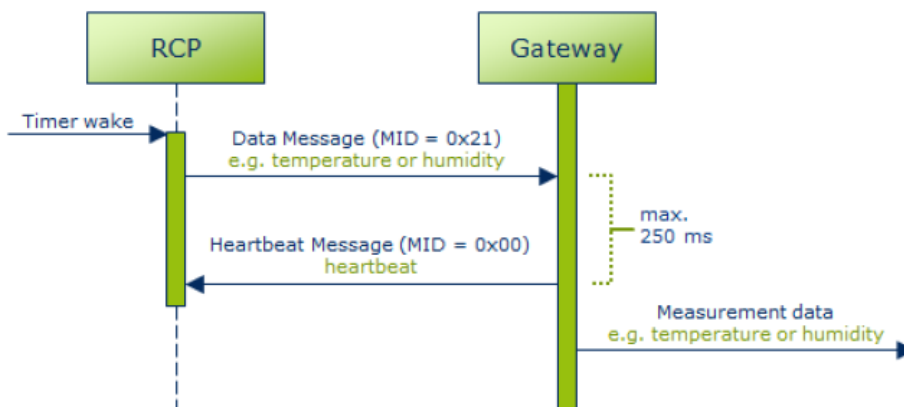 RCP
Gateway
Timer wake
Data Message (MID = 0x21)
e.g. temperature or humidity
max.
250 ms
Heartbeat Message (MID = 0x00)
heartbeat
Measurement data
e.g. temperature or humidity